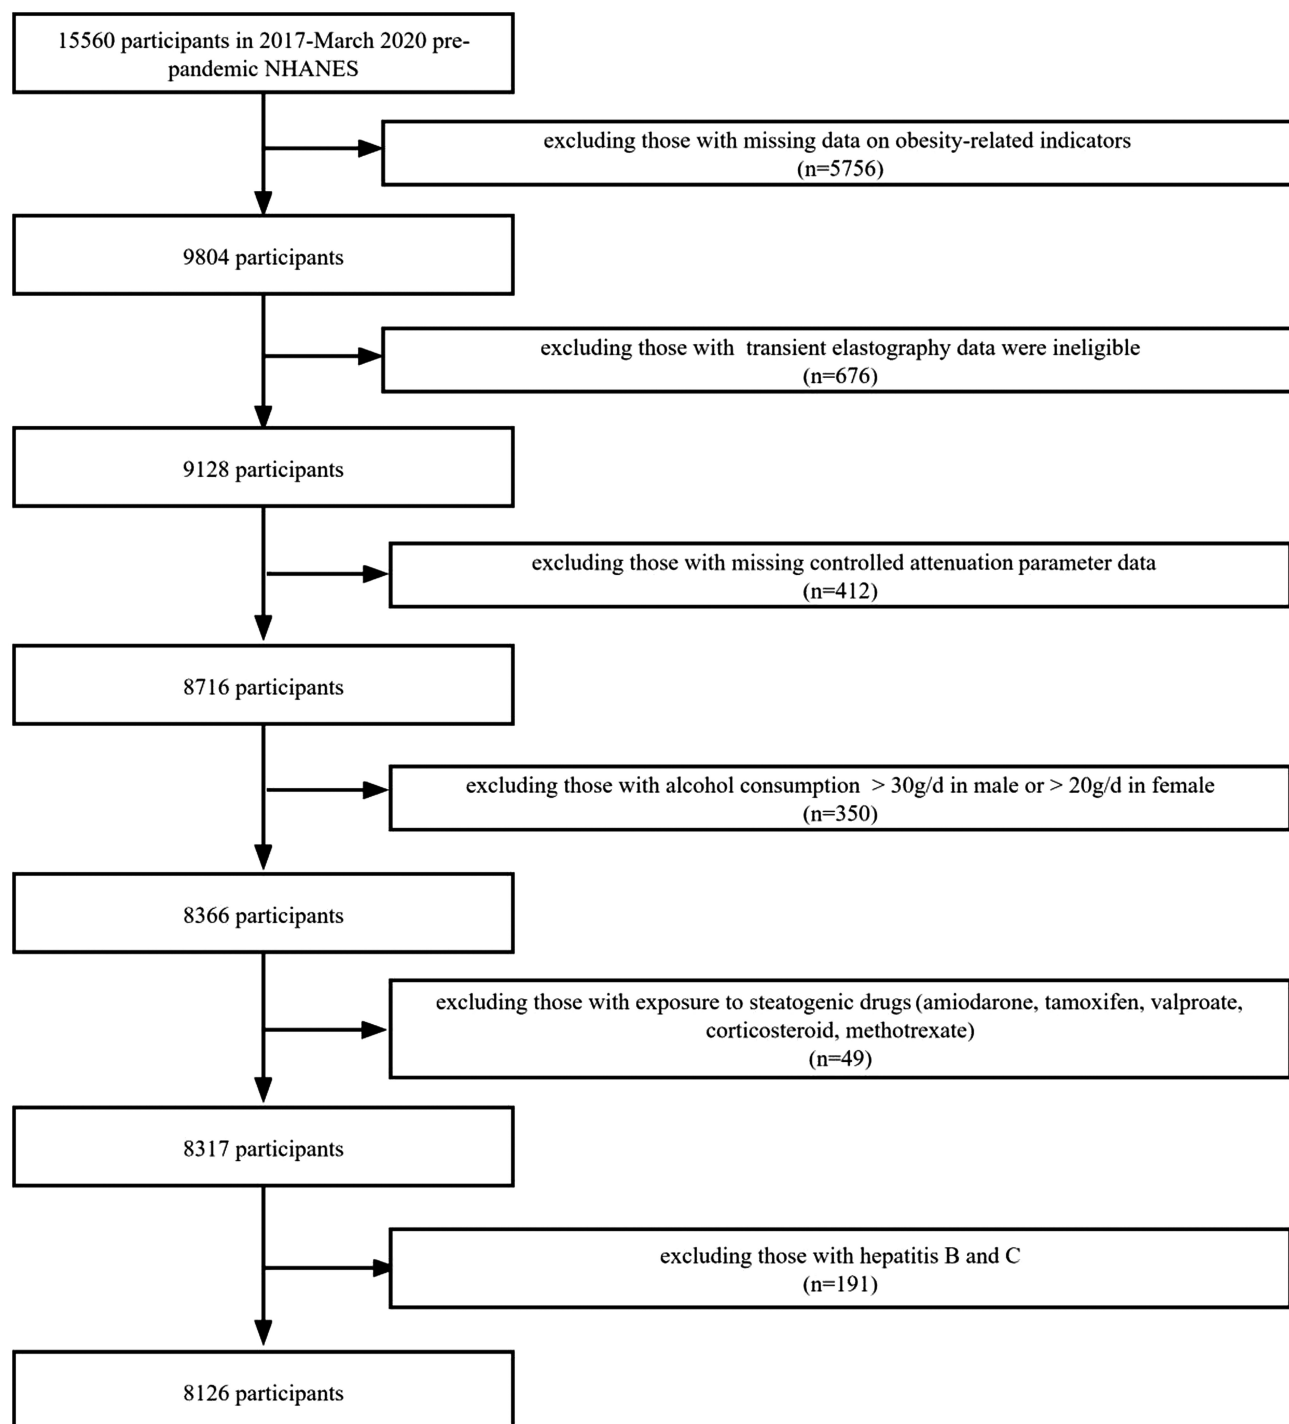 15560 participants in 2017-March 2020 pre-
pandemic NHANES
excluding those with missing data on obesity-related indicators
(n=5756)
9804 participants
excluding those with  transient elastography data were ineligible
(n=676)
9128 participants
excluding those with missing controlled attenuation parameter data
(n=412)
8716 participants
excluding those with alcohol consumption  > 30g/d in male or > 20g/d in female
(n=350)
8366 participants
excluding those with exposure to steatogenic drugs (amiodarone, tamoxifen, valproate,
corticosteroid, methotrexate)
(n=49)
8317 participants
excluding those with hepatitis B and C
(n=191)
8126 participants